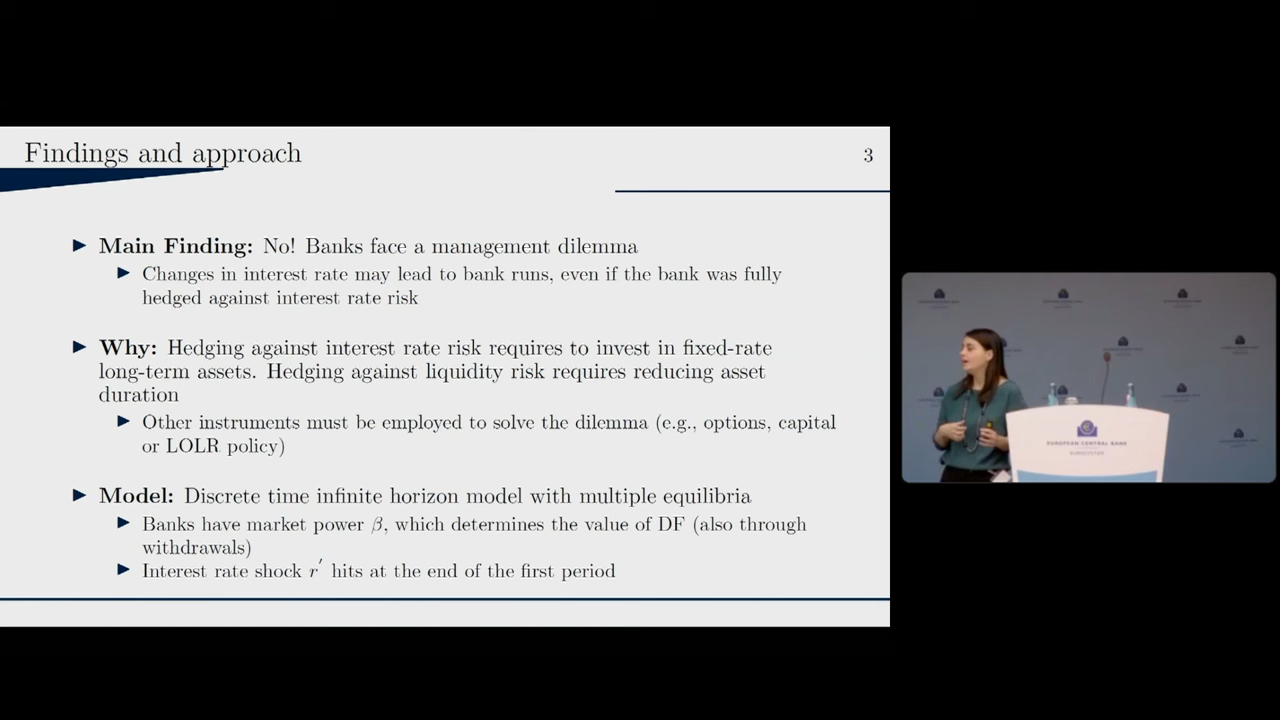 Findings and approach
3
▶ Main Finding: No! Banks face a management dilemma
▶ Changes in interest rate may lead to bank runs, even if the bank was fully
hedged against interest rate risk
▶ Why: Hedging against interest rate risk requires to invest in fixed-rate
long-term assets. Hedging against liquidity risk requires reducing asset
duration
▶ Other instruments must be employed to solve the dilemma (e.g., options, capital
or LOLR policy)
▶ Model: Discrete time infinite horizon model with multiple equilibria
▶ Banks have market power β, which determines the value of DF (also through
withdrawals)
▶ Interest rate shock r′ hits at the end of the first period
EUROPEAN CENTRAL BANK
EUROSYSTEM